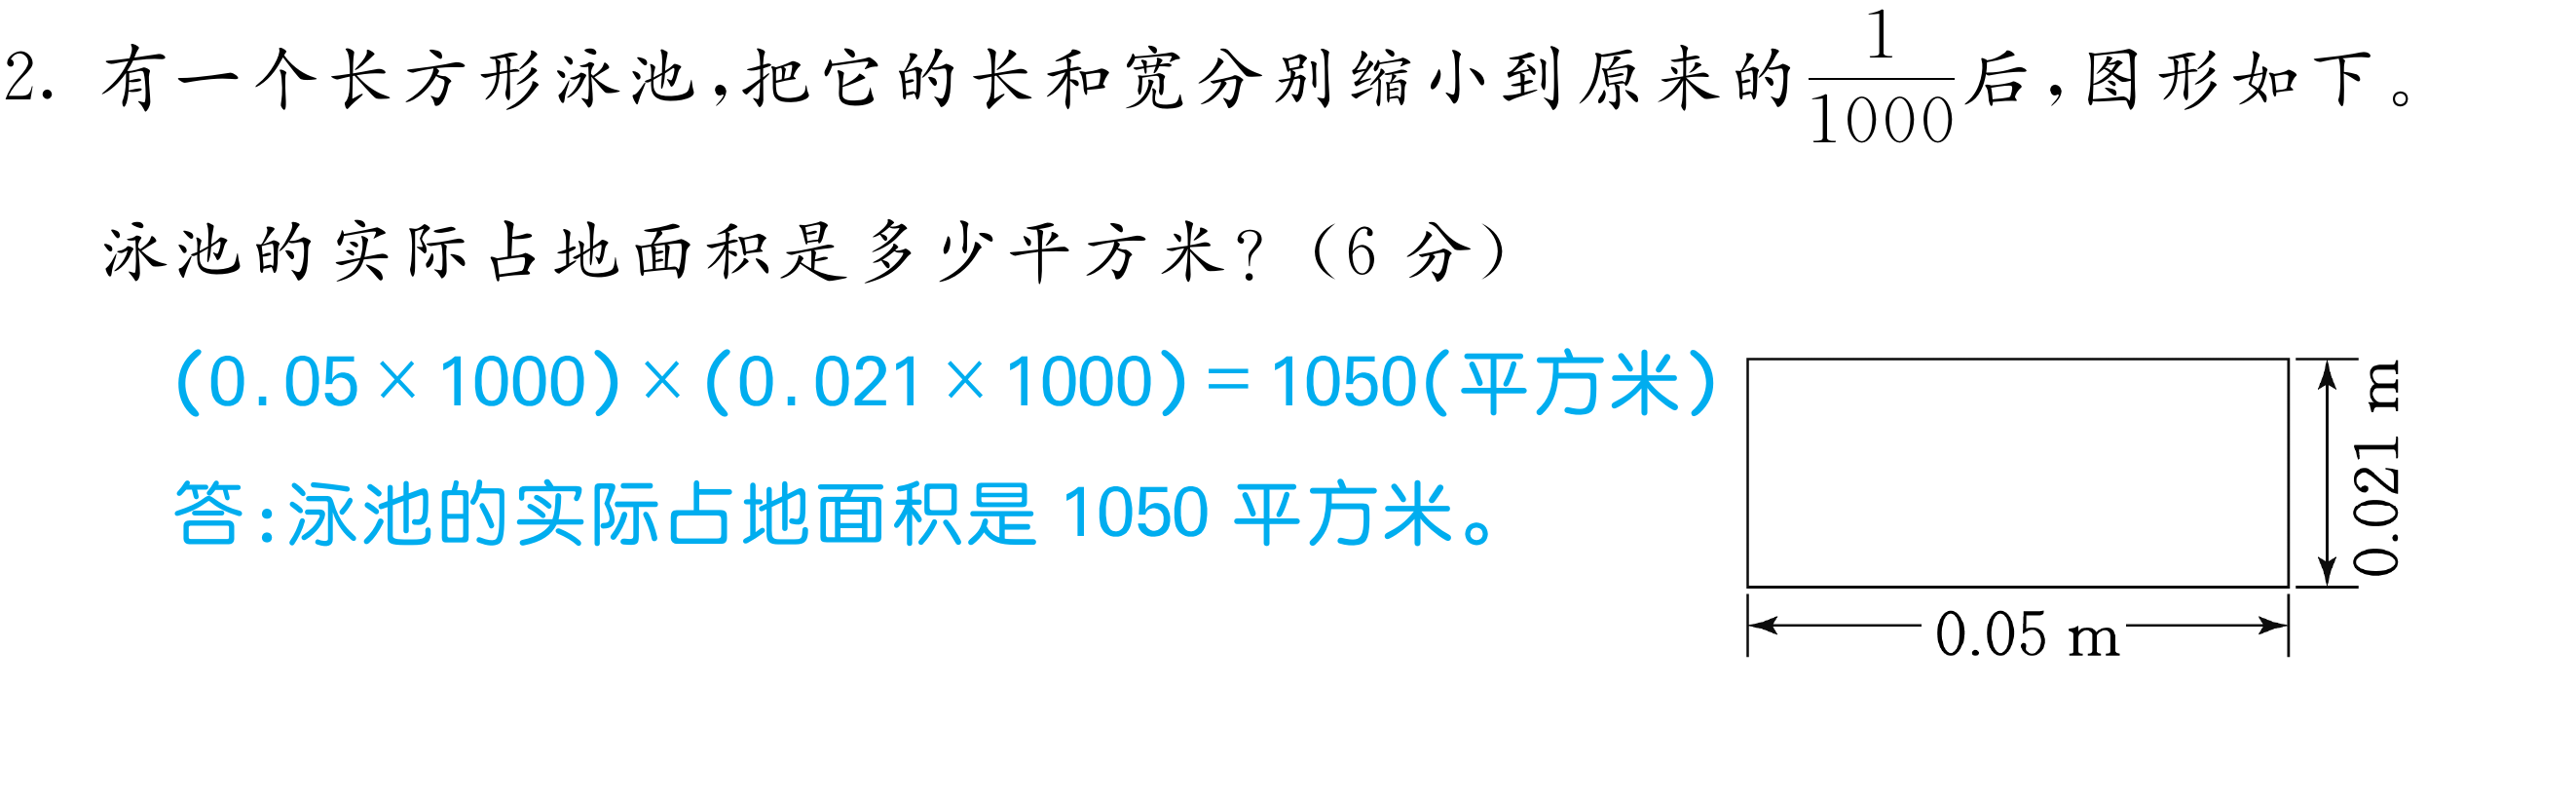 2. 有一个长方形泳池,把它的长和宽分别缩小到原来的1/1000后,图形如下。
泳池的实际占地面积是多少平方米?(6 分)
(0.05×1000)×(0.021×1000)=1050(平方米)
答:泳池的实际占地面积是 1050 平方米。
0.021 m
0.05 m